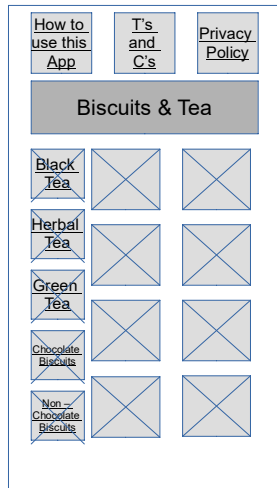 How to
use this
App
T's
and
C's
Privacy
Policy
Biscuits & Tea
Black
Tea
Herbal
Tea
Green
Tea
Chocolate
Biscuits
Non –
Chocolate
Biscuits